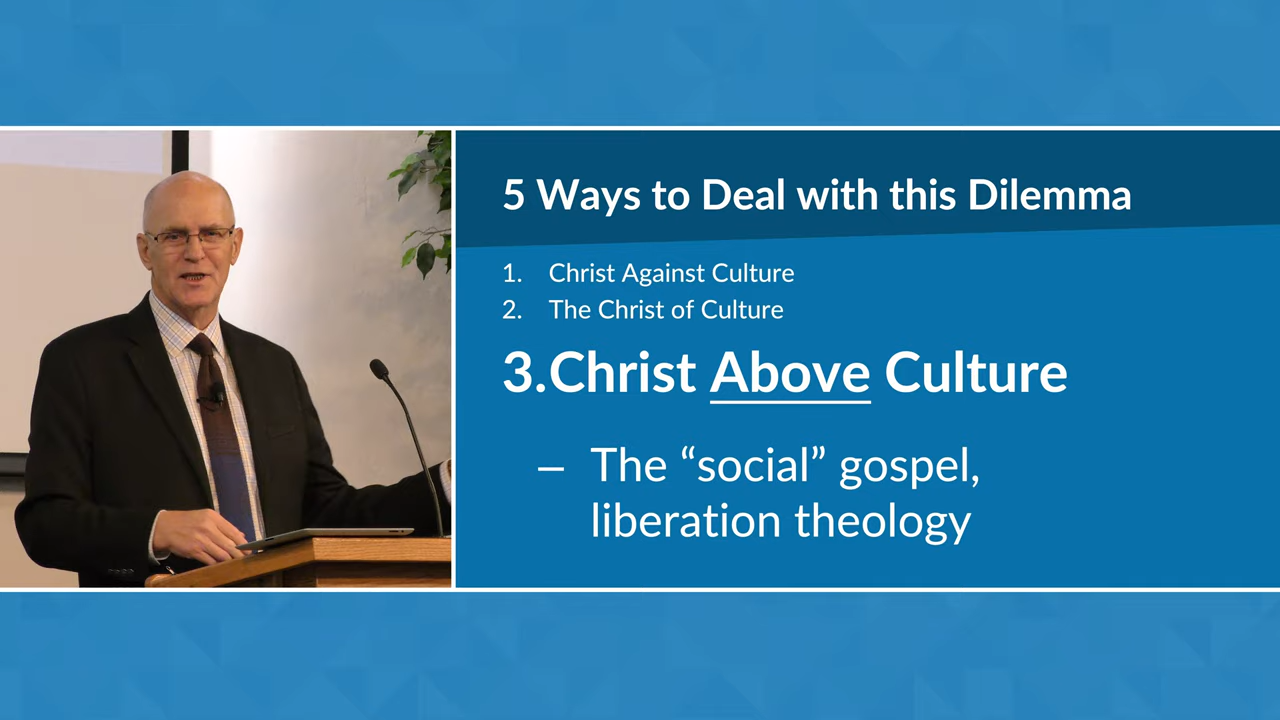 5 Ways to Deal with this Dilemma
1. Christ Against Culture
2. The Christ of Culture
3.Christ Above Culture
– The “social” gospel,
liberation theology